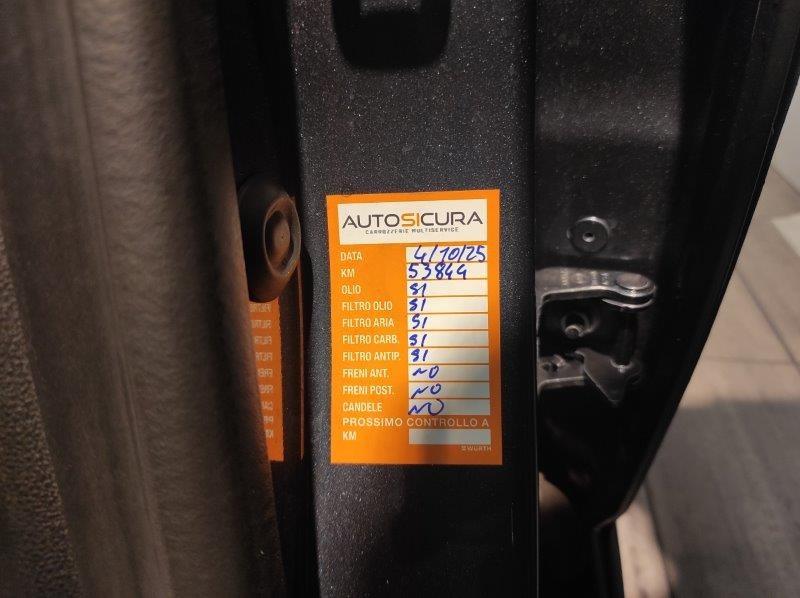 AUTOSICURA
CARROZZERIE MULTISERVICE
DATA 4/10/25
KM 53844
OLIO SI
FILTRO OLIO SI
FILTRO ARIA SI
FILTRO CARB. SI
FILTRO ANTIP. SI
FRENI ANT. NO
FRENI POST. NO
CANDELE NO
PROSSIMO CONTROLLO A
KM
WÜRTH